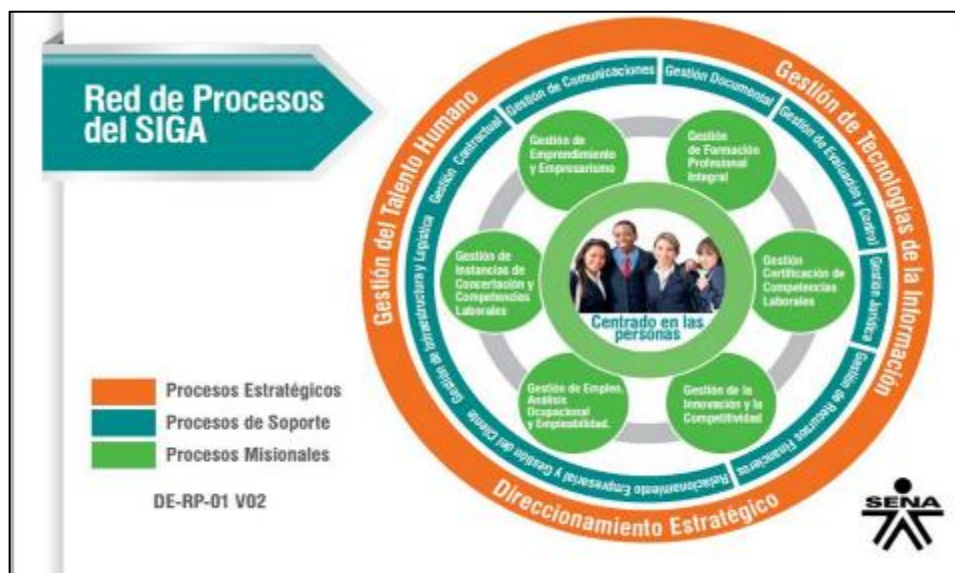 Red de Procesos
del SIGA
Gestión del Talento Humano
Gestión de Tecnologías de la Información
Direccionamiento Estratégico
Gestión Contractual
Gestión de Comunicaciones
Gestión Documental
Gestión de Evaluación y Control
Gestión Jurídica
Gestión de Recursos Financieros
Relacionamiento Empresarial y Gestión del Cliente
Gestión de Infraestructura y Logística
Gestión de
Emprendimiento
y Empresarismo
Gestión
de Formación
Profesional
Integral
Gestión de
Instancias de
Concertación y
Competencias
Laborales
Gestión
Certificación de
Competencias
Laborales
Gestión de Empleo,
Análisis
Ocupacional
y Empleabilidad.
Gestión de la
Innovación y la
Competitividad
Centrado en las
personas
Procesos Estratégicos
Procesos de Soporte
Procesos Misionales
DE-RP-01 V02
SENA